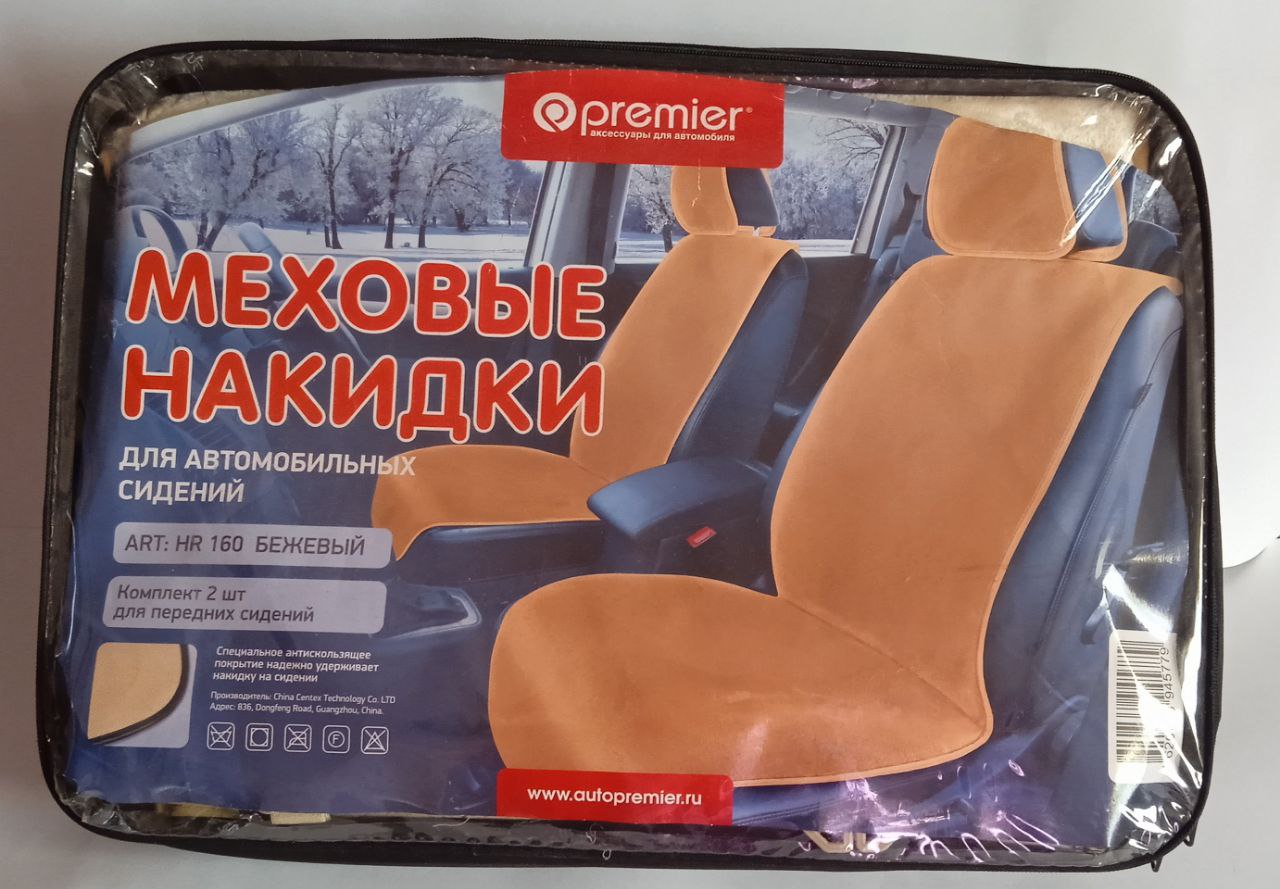 premier®
аксессуары для автомобиля
МЕХОВЫЕ
НАКИДКИ
ДЛЯ АВТОМОБИЛЬНЫХ
СИДЕНИЙ
ART: HR 160 БЕЖЕВЫЙ
Комплект 2 шт
для передних сидений
Специальное антискользящее
покрытие надежно удерживает
накидку на сидении
Производитель: China Centex Technology Co. LTD
Адрес: 836, Dongfeng Road, Guangzhou, China.
F
www.autopremier.ru